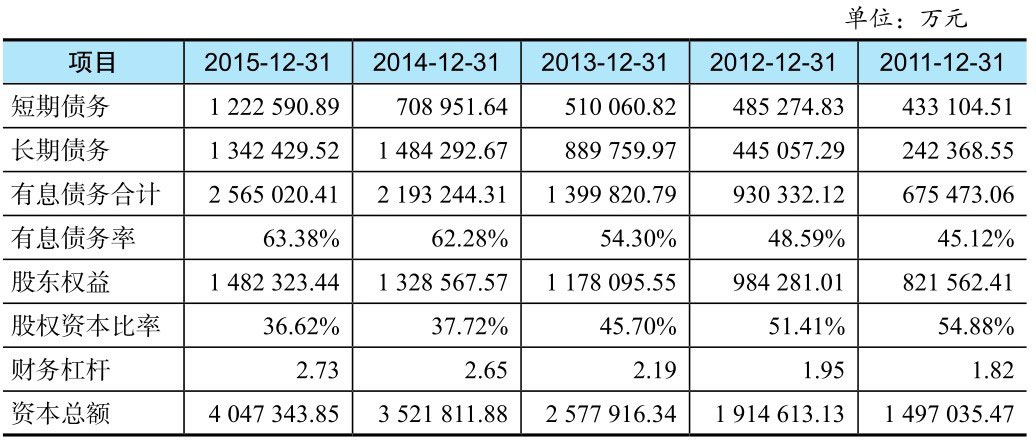 单位：万元
项目 2015-12-31 2014-12-31 2013-12-31 2012-12-31 2011-12-31
短期债务 1 222 590.89 708 951.64 510 060.82 485 274.83 433 104.51
长期债务 1 342 429.52 1 484 292.67 889 759.97 445 057.29 242 368.55
有息债务合计 2 565 020.41 2 193 244.31 1 399 820.79 930 332.12 675 473.06
有息债务率 63.38% 62.28% 54.30% 48.59% 45.12%
股东权益 1 482 323.44 1 328 567.57 1 178 095.55 984 281.01 821 562.41
股权资本比率 36.62% 37.72% 45.70% 51.41% 54.88%
财务杠杆 2.73 2.65 2.19 1.95 1.82
资本总额 4 047 343.85 3 521 811.88 2 577 916.34 1 914 613.13 1 497 035.47